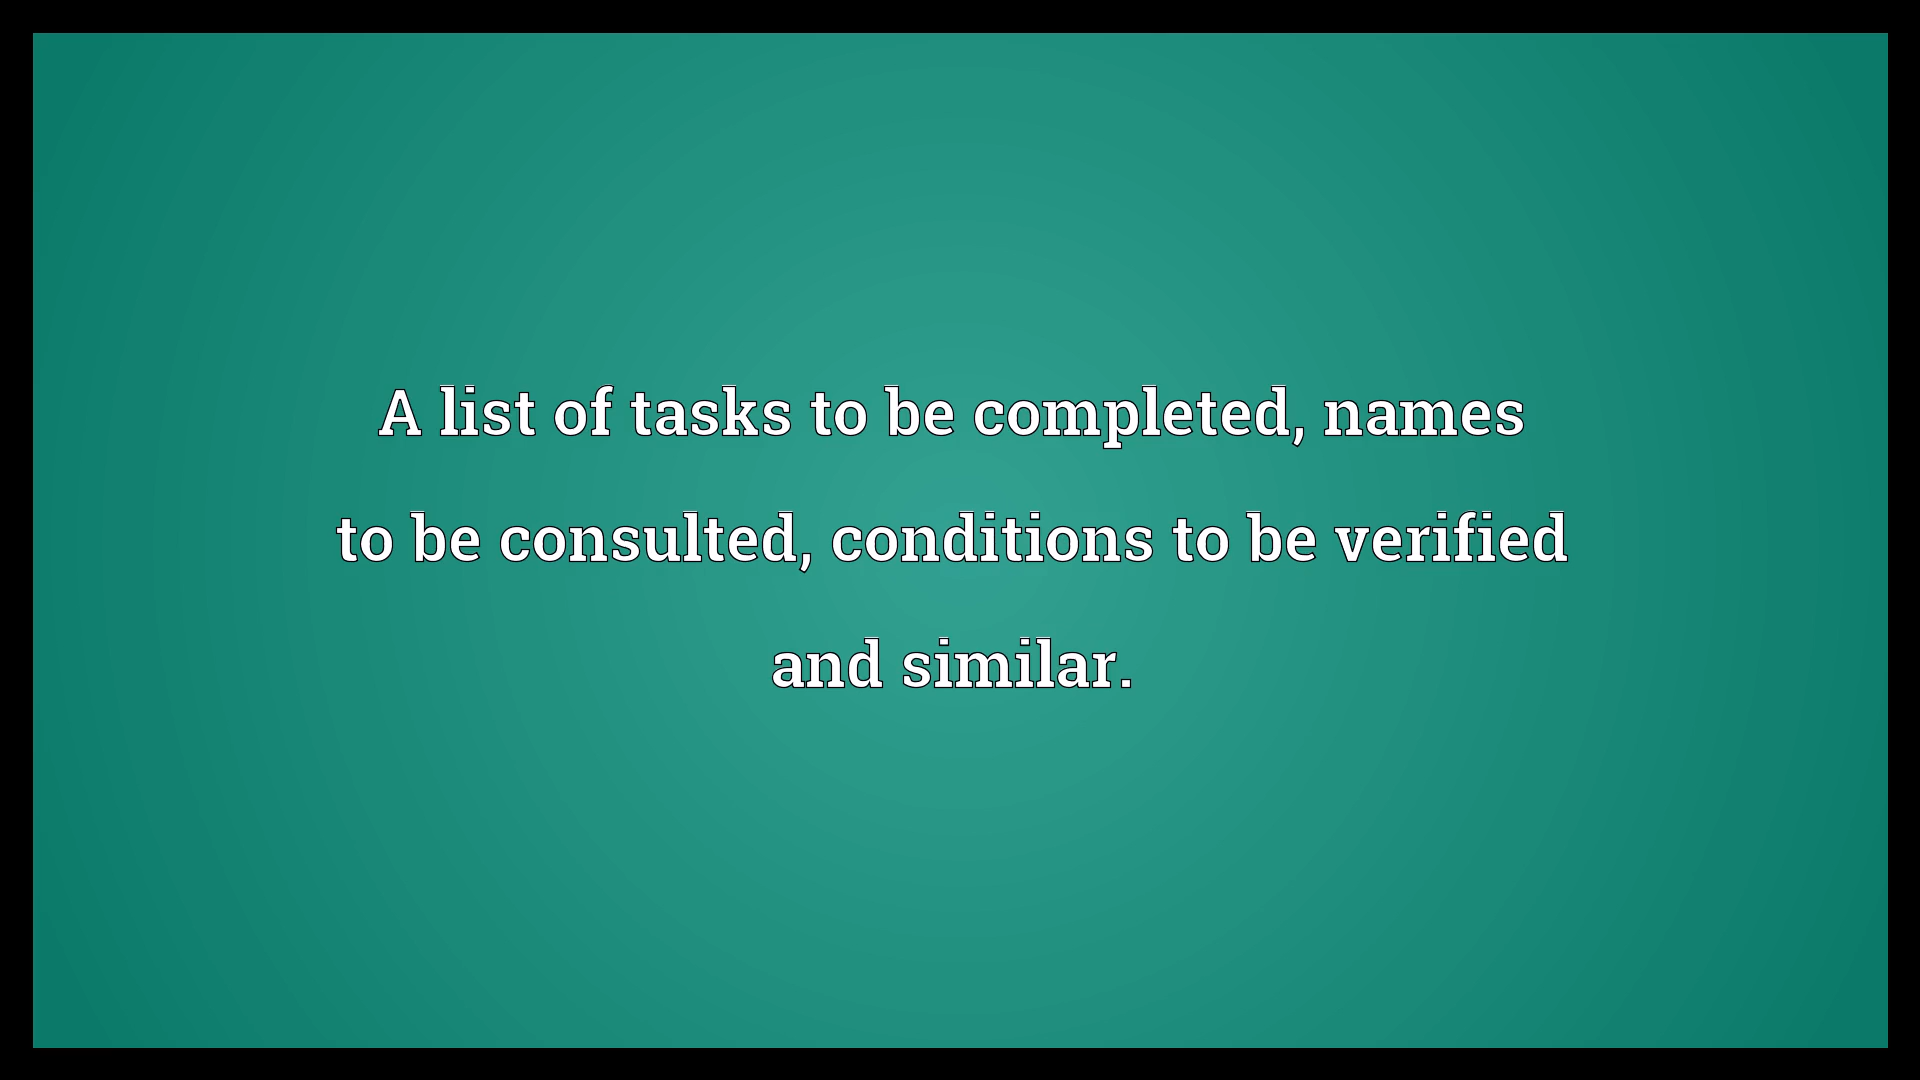 A list of tasks to be completed, names
to be consulted, conditions to be verified
and similar.